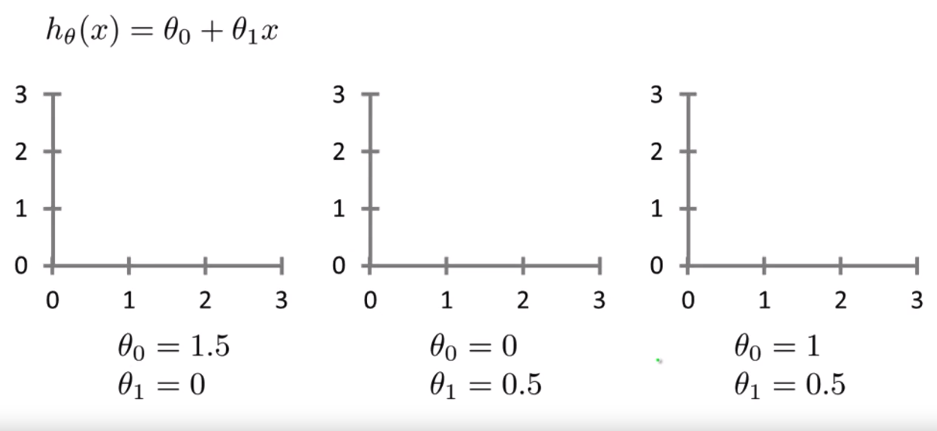 hθ(x) = θ₀ + θ₁x
3 3 3
2 2 2
1 1 1
0 0 0
0 1 2 3 0 1 2 3 0 1 2 3
θ₀ = 1.5 θ₀ = 0 θ₀ = 1
θ₁ = 0 θ₁ = 0.5 θ₁ = 0.5